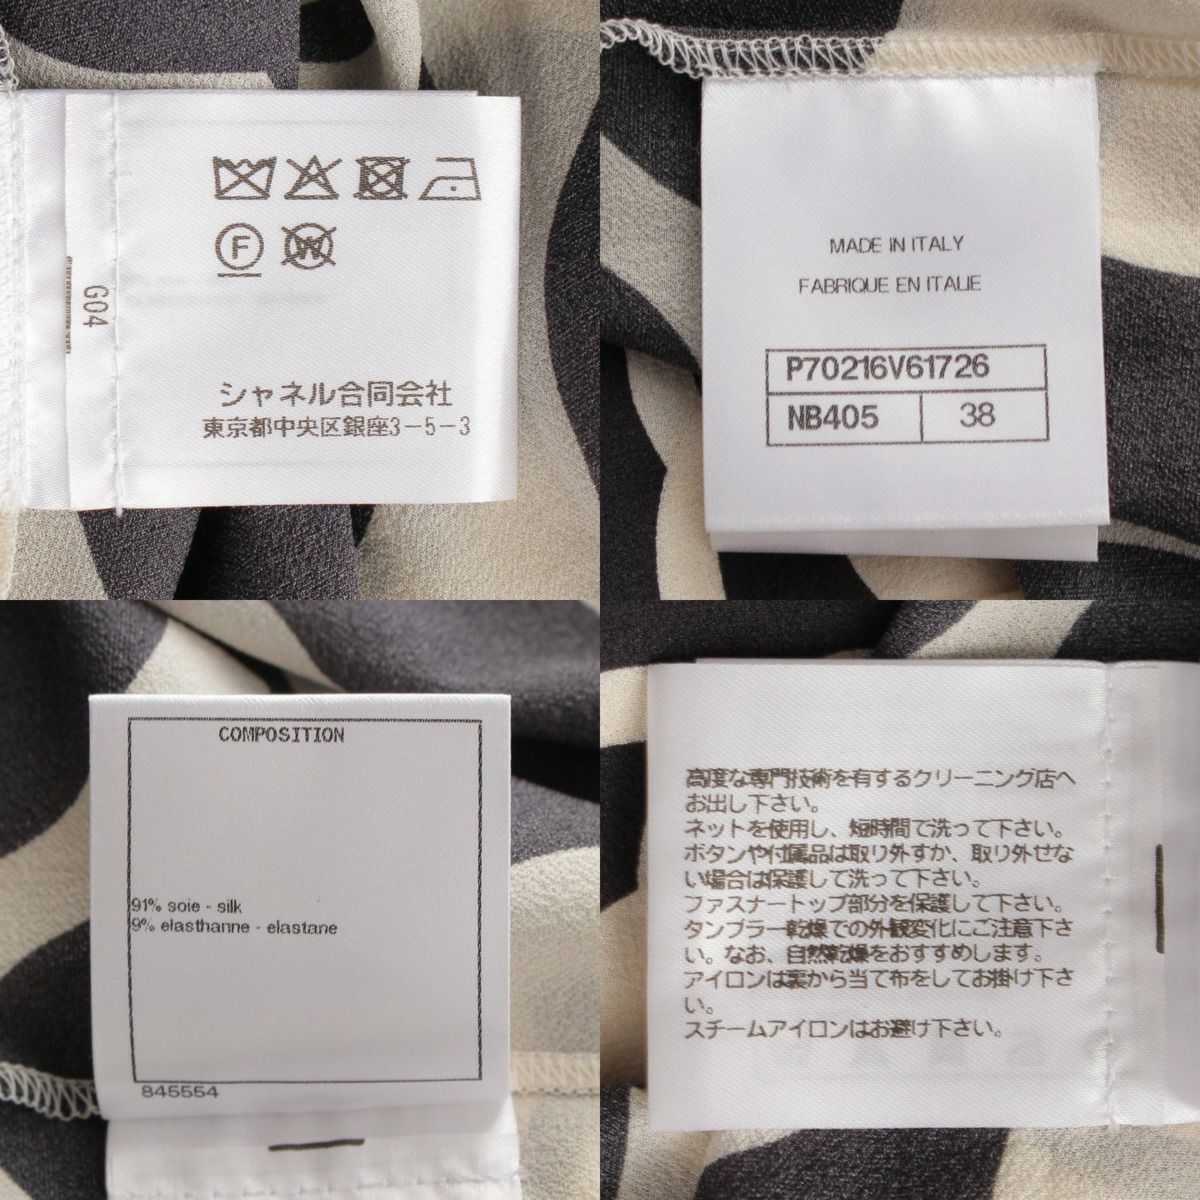 F
W
G04
シャネル合同会社
東京都中央区銀座3-5-3
MADE IN ITALY
FABRIQUE EN ITALIE
P70216V61726
NB405 38
COMPOSITION
91% soie - silk
9% elasthanne - elastane
845554
高度な専門技術を有するクリーニング店へ
お出し下さい。
ネットを使用し、短時間で洗って下さい。
ボタンや付属品は取り外すか、取り外せな
い場合は保護して洗って下さい。
ファスナートップ部分を保護して下さい。
タンブラー乾燥での外観変化にご注意下さ
い。なお、自然乾燥をおすすめします。
アイロンは裏から当て布をしてお掛け下さ
い。
スチームアイロンはお避け下さい。